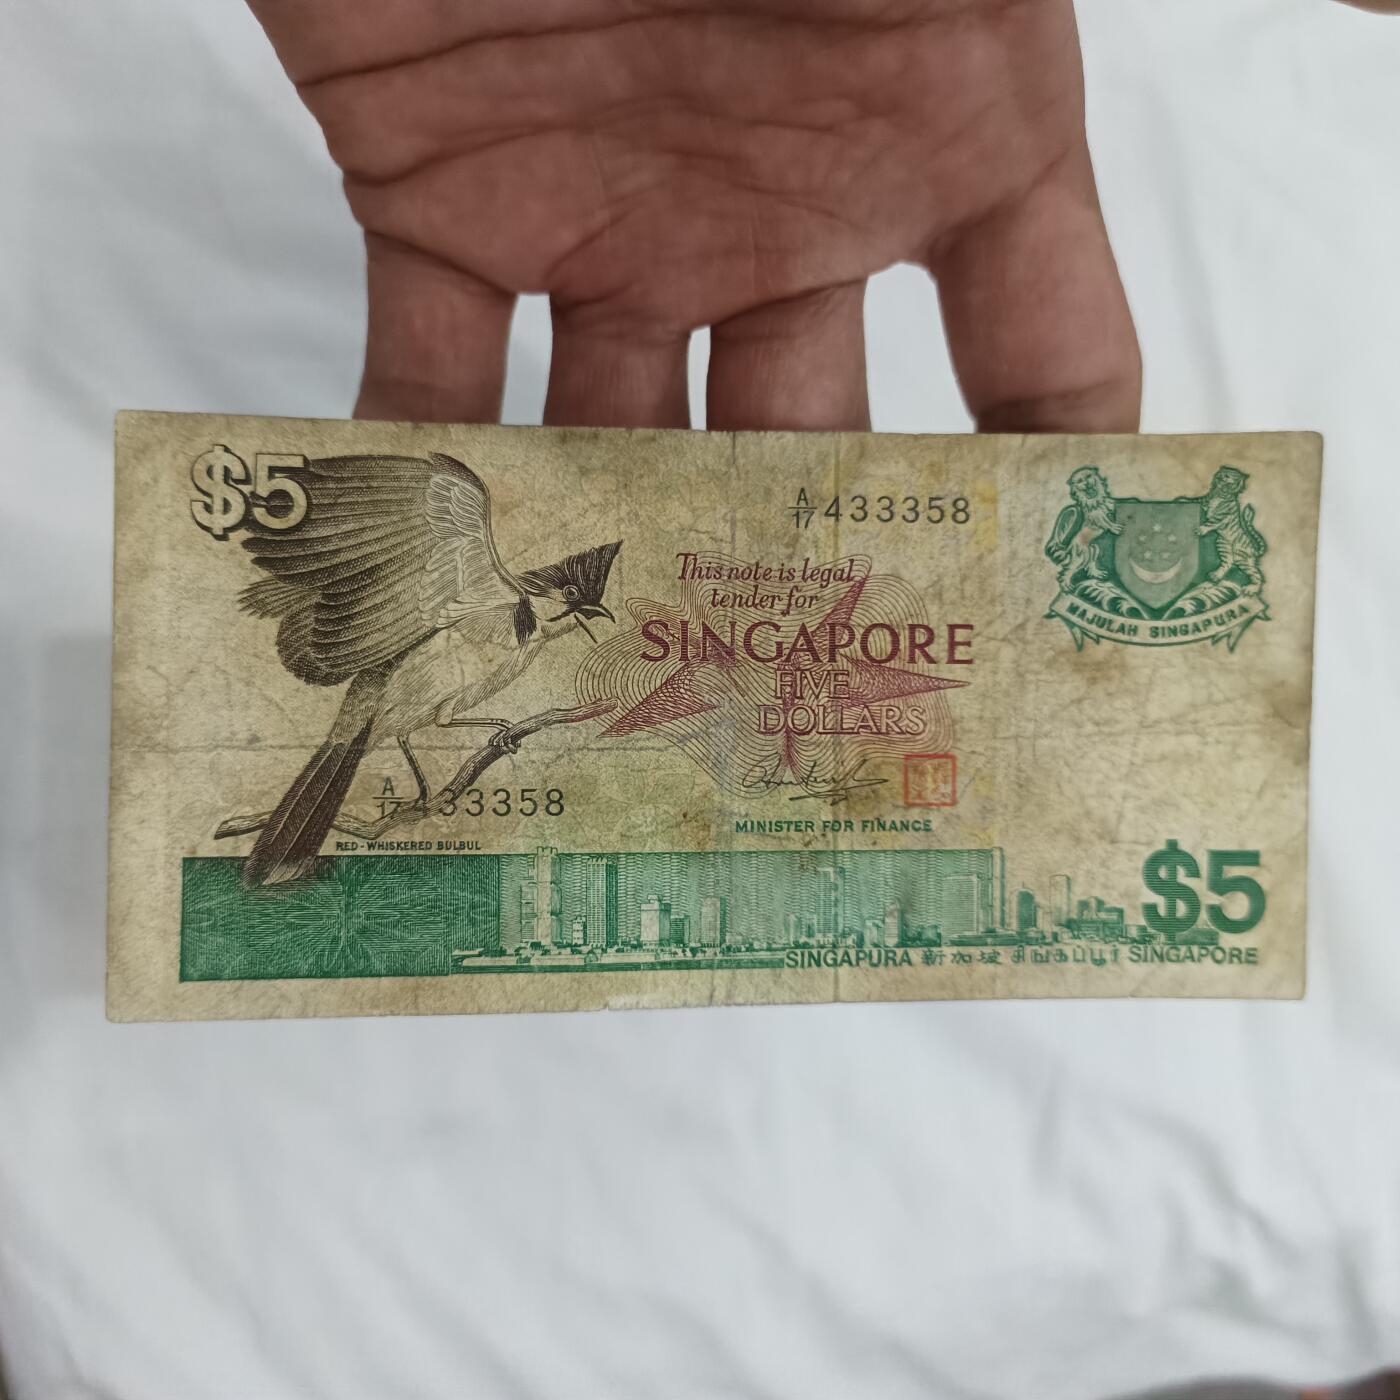 $5
A/17 433358
This note is legal
tender for
SINGAPORE
FIVE
DOLLARS
MAJULAH SINGAPURA
A/17 433358
MINISTER FOR FINANCE
RED-WHISKERED BULBUL
$5
SINGAPURA 新加坡 சிங்கப்பூர் SINGAPORE